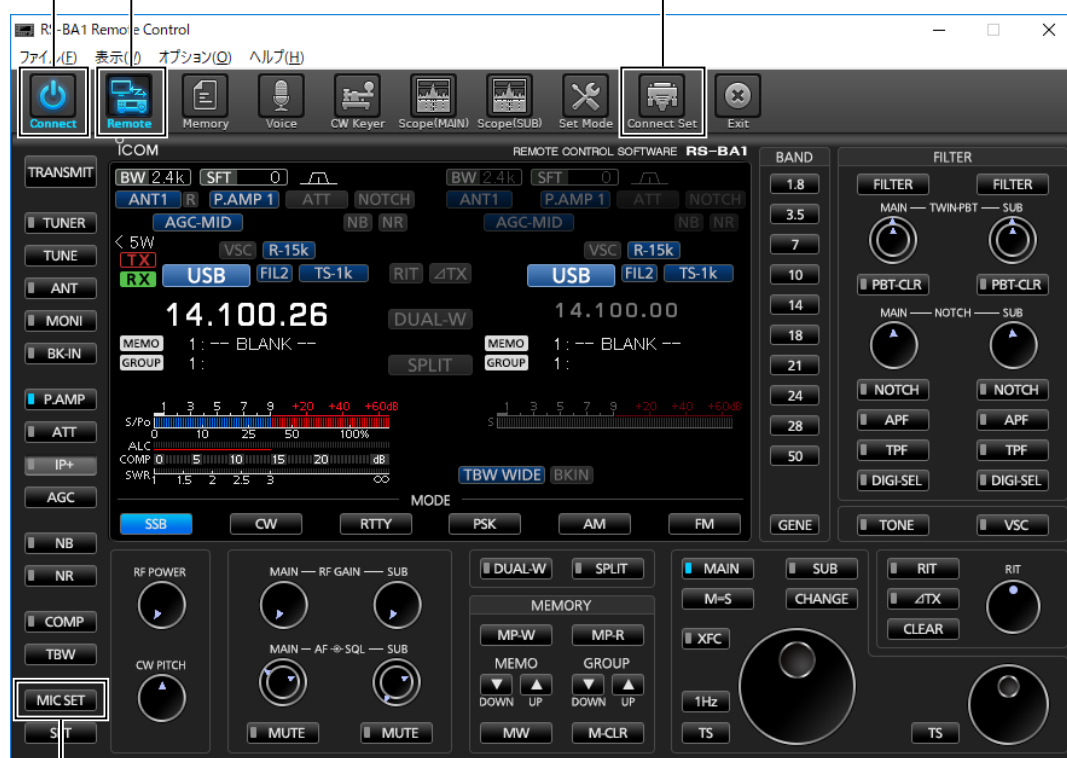 RS-BA1 Remote Control
ファイル(F) 表示(V) オプション(O) ヘルプ(H)
Connect Remote Memory Voice CW Keyer Scope(MAIN) Scope(SUB) Set Mode Connect Set Exit
ICOM REMOTE CONTROL SOFTWARE RS-BA1
TRANSMIT
TUNER
TUNE
ANT
MONI
BK-IN
P.AMP
ATT
IP+
AGC
NB
NR
COMP
TBW
MIC SET
SET
BW 2.4k SFT 0
ANT1 R P.AMP 1 ATT NOTCH
AGC-MID NB NR
< 5W VSC R-15k
TX
RX USB FIL2 TS-1k RIT ⊿TX
14.100.26 DUAL-W
MEMO 1: -- BLANK --
GROUP 1: SPLIT
BW 2.4k SFT 0
ANT1 P.AMP 1 ATT NOTCH
AGC-MID NB NR
VSC R-15k
USB FIL2 TS-1k
14.100.00
MEMO 1: -- BLANK --
GROUP 1:
1 3 5 7 9 +20 +40 +60dB
S/Po
0 10 25 50 100%
ALC
COMP 0 5 10 15 20 dB
SWR 1 1.5 2 2.5 3 ∞
1 3 5 7 9 +20 +40 +60dB
S
TBW WIDE BKIN
MODE
SSB CW RTTY PSK AM FM
BAND
1.8
3.5
7
10
14
18
21
24
28
50
GENE
FILTER
FILTER FILTER
MAIN — TWIN-PBT — SUB
PBT-CLR PBT-CLR
MAIN — NOTCH — SUB
NOTCH NOTCH
APF APF
TPF TPF
DIGI-SEL DIGI-SEL
TONE VSC
RF POWER
CW PITCH
MAIN — RF GAIN — SUB
MAIN — AF SQL — SUB
MUTE MUTE
DUAL-W SPLIT
MEMORY
MP-W MP-R
MEMO GROUP
DOWN UP DOWN UP
MW M-CLR
MAIN SUB
M=S CHANGE
XFC
1Hz
TS
RIT RIT
⊿TX
CLEAR
TS